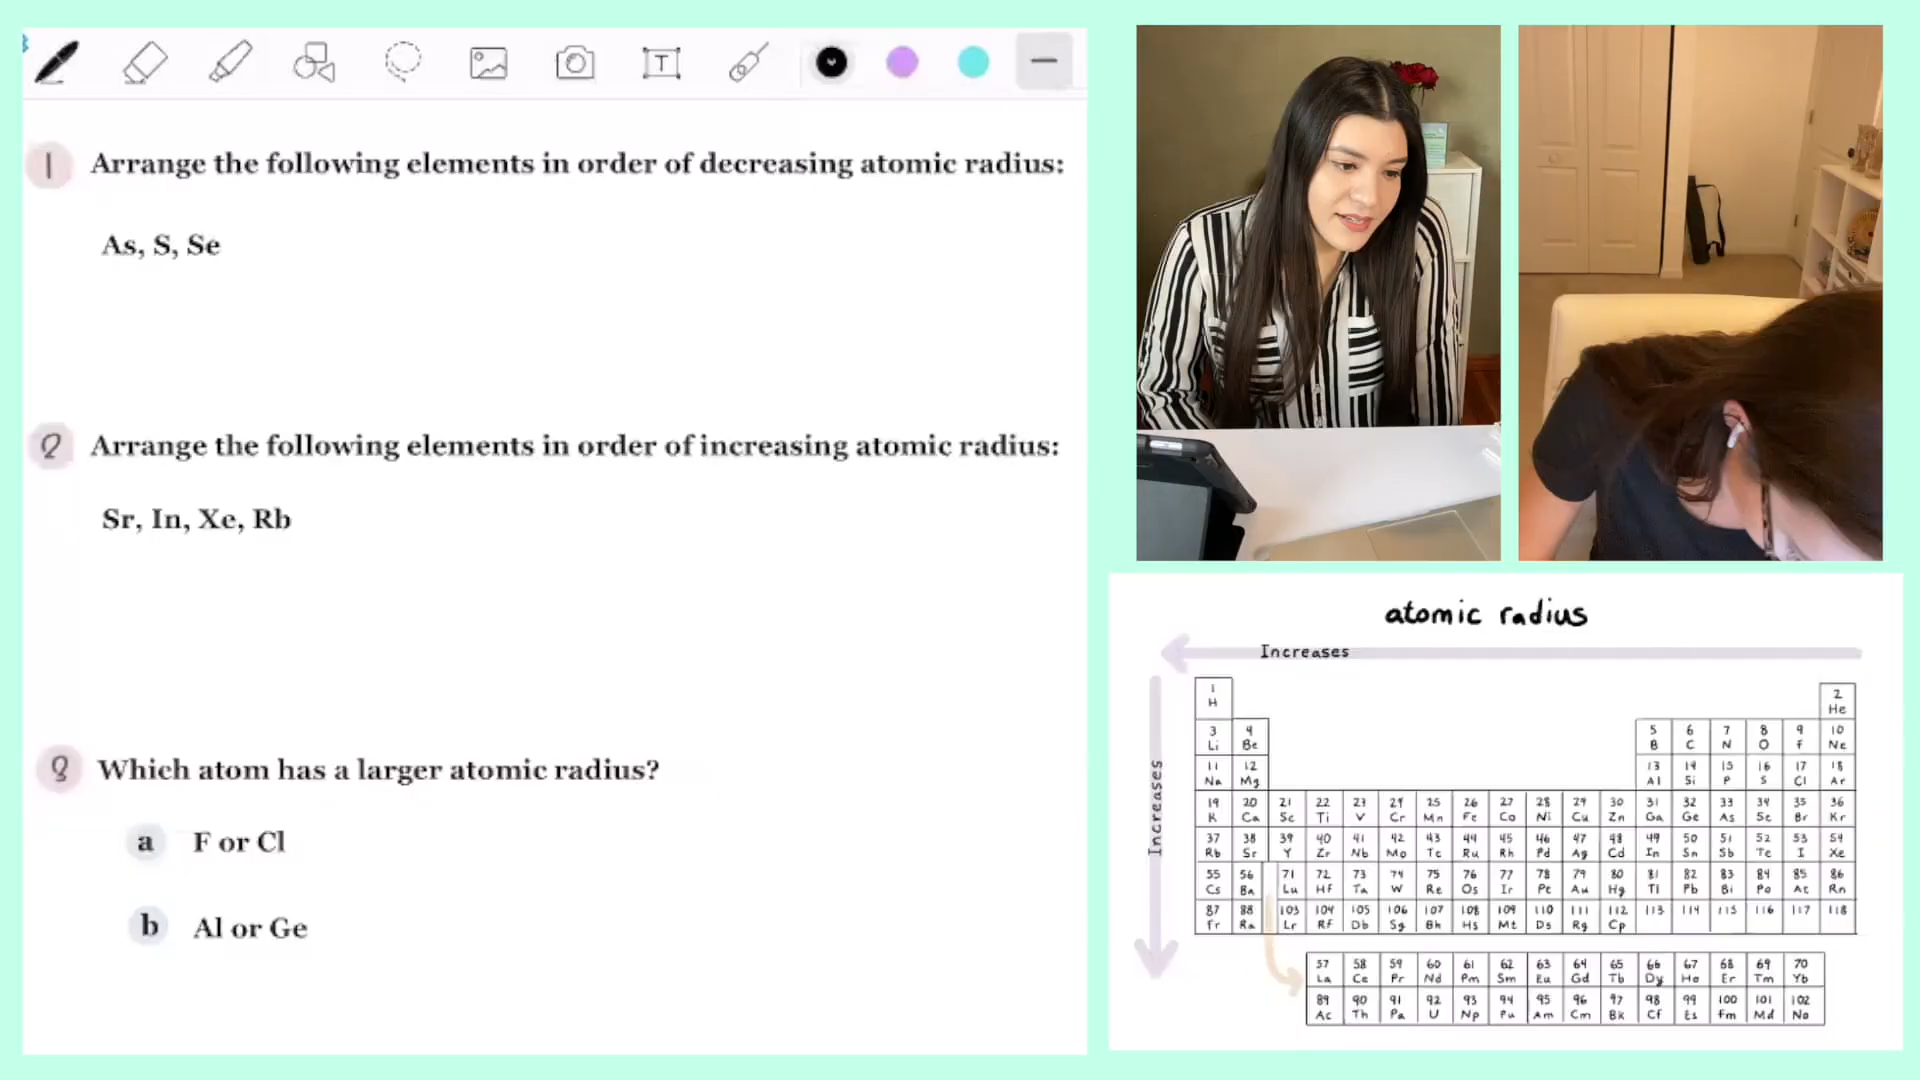 T
1 Arrange the following elements in order of decreasing atomic radius:
As, S, Se
2 Arrange the following elements in order of increasing atomic radius:
Sr, In, Xe, Rb
3 Which atom has a larger atomic radius?
a F or Cl
b Al or Ge
atomic radius
Increases
Increases
1 2
H He
3 4 5 6 7 8 9 10
Li Be B C N O F Ne
11 12 13 14 15 16 17 18
Na Mg Al Si P S Cl Ar
19 20 21 22 23 24 25 26 27 28 29 30 31 32 33 34 35 36
K Ca Sc Ti V Cr Mn Fe Co Ni Cu Zn Ga Ge As Se Br Kr
37 38 39 40 41 42 43 44 45 46 47 48 49 50 51 52 53 54
Rb Sr Y Zr Nb Mo Tc Ru Rh Pd Ag Cd In Sn Sb Te I Xe
55 56 71 72 73 74 75 76 77 78 79 80 81 82 83 84 85 86
Cs Ba Lu Hf Ta W Re Os Ir Pt Au Hg Tl Pb Bi Po At Rn
87 88 103 104 105 106 107 108 109 110 111 112 113 114 115 116 117 118
Fr Ra Lr Rf Db Sg Bh Hs Mt Ds Rg Cp
57 58 59 60 61 62 63 64 65 66 67 68 69 70
La Ce Pr Nd Pm Sm Eu Gd Tb Dy Ho Er Tm Yb
89 90 91 92 93 94 95 96 97 98 99 100 101 102
Ac Th Pa U Np Pu Am Cm Bk Cf Es Fm Md No